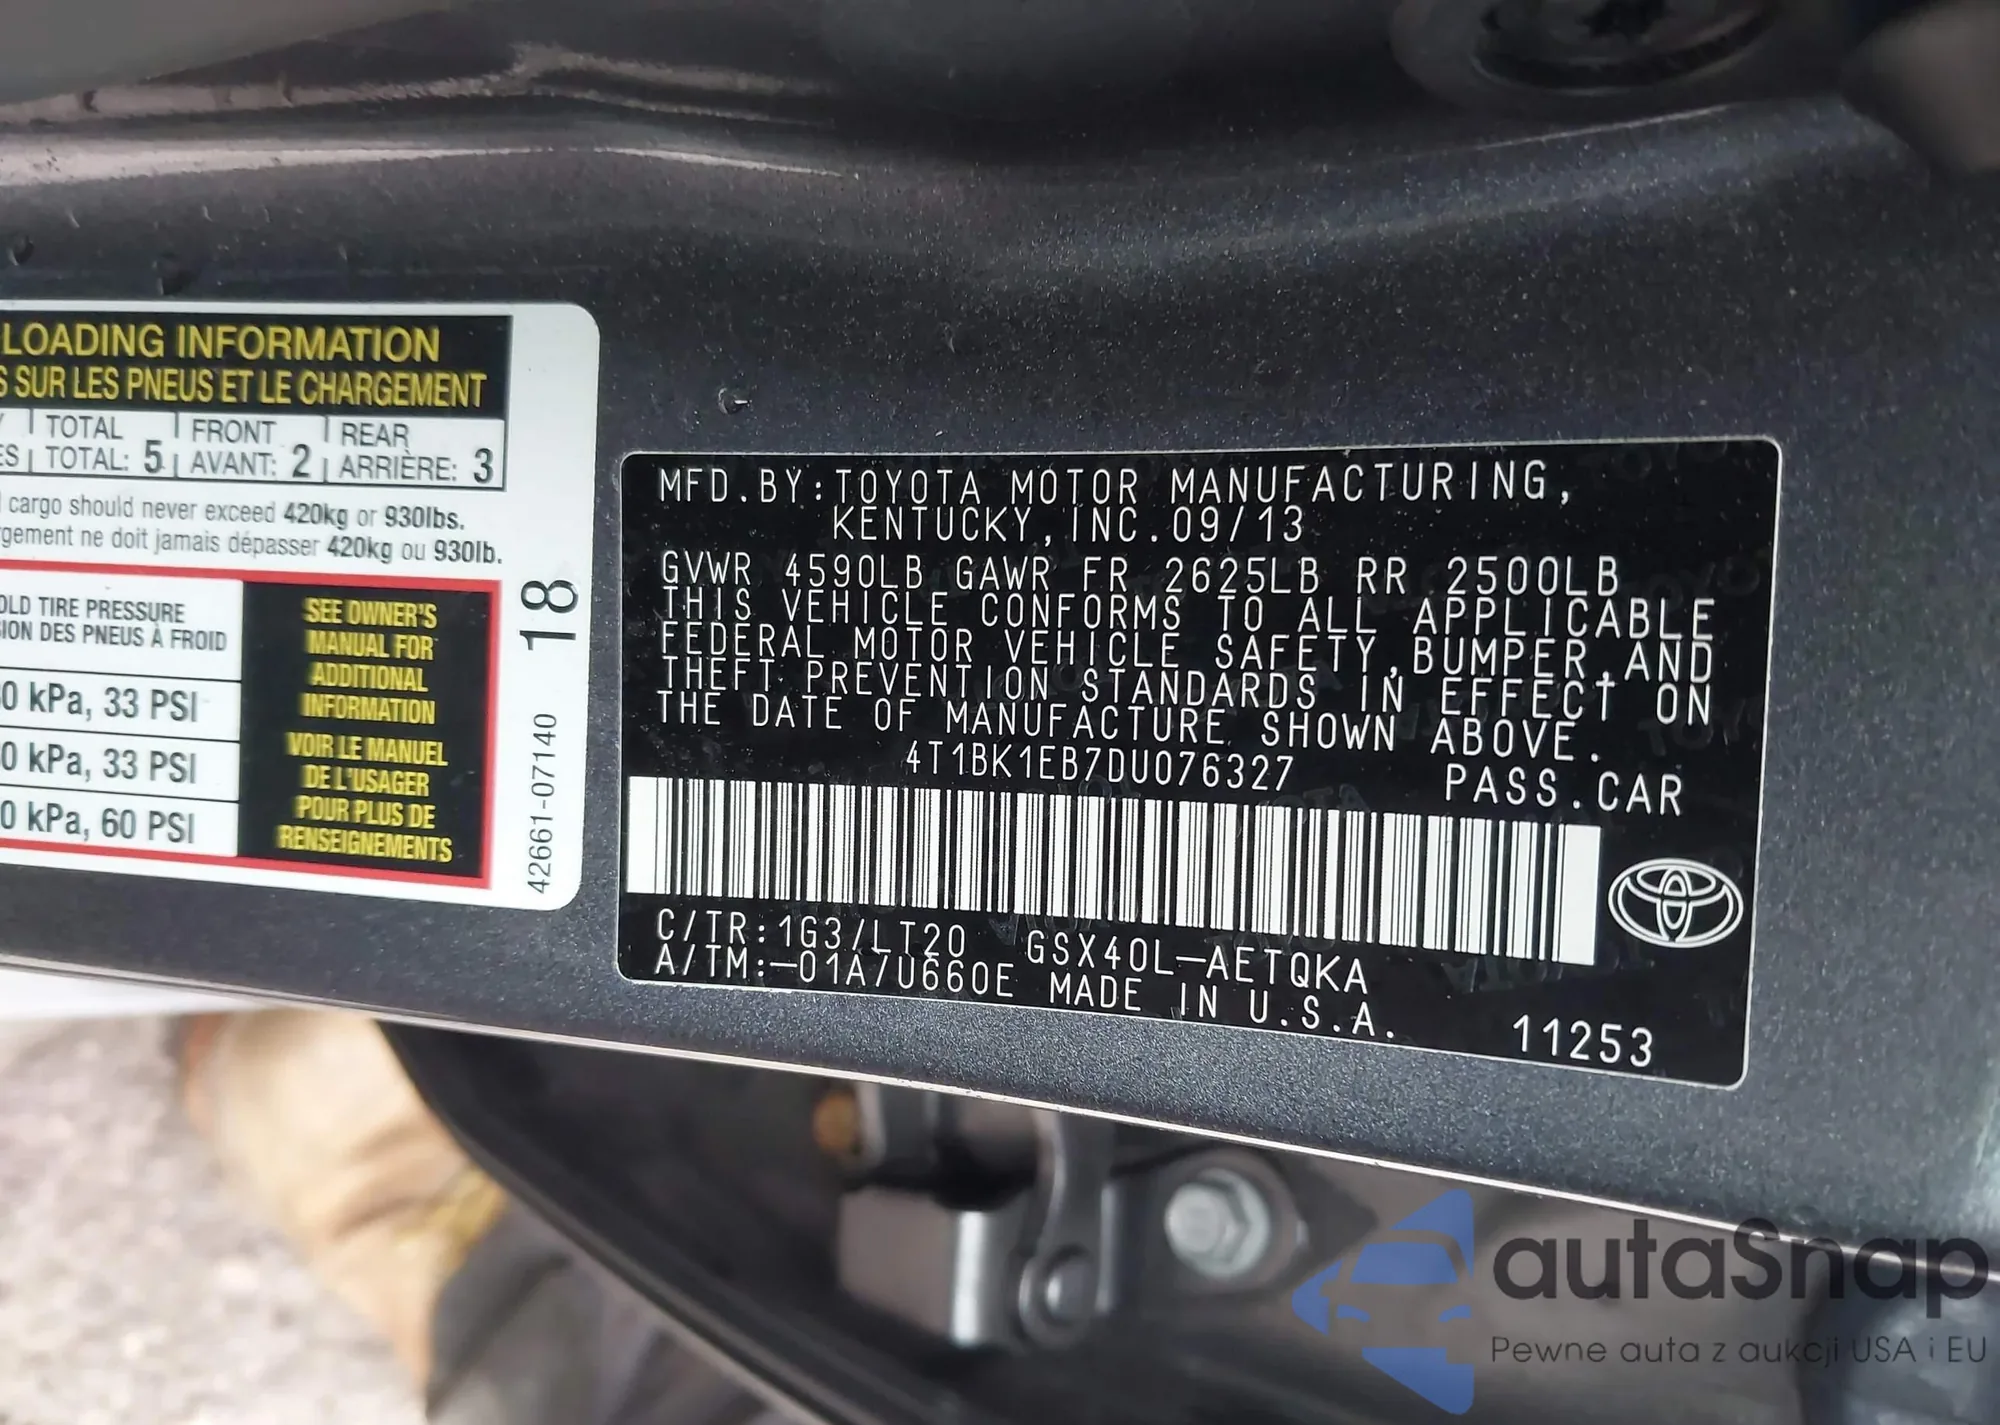 LOADING INFORMATION
S SUR LES PNEUS ET LE CHARGEMENT
TOTAL FRONT REAR
ES TOTAL: 5 AVANT: 2 ARRIÈRE: 3
cargo should never exceed 420kg or 930lbs.
rgement ne doit jamais dépasser 420kg ou 930lb.
OLD TIRE PRESSURE
SION DES PNEUS À FROID
0 kPa, 33 PSI
0 kPa, 33 PSI
0 kPa, 60 PSI
SEE OWNER'S
MANUAL FOR
ADDITIONAL
INFORMATION
VOIR LE MANUEL
DE L'USAGER
POUR PLUS DE
RENSEIGNEMENTS
42661-07140 18
MFD.BY:TOYOTA MOTOR MANUFACTURING,
KENTUCKY,INC.09/13
GVWR 4590LB GAWR FR 2625LB RR 2500LB
THIS VEHICLE CONFORMS TO ALL APPLICABLE
FEDERAL MOTOR VEHICLE SAFETY,BUMPER,AND
THEFT PREVENTION STANDARDS IN EFFECT ON
THE DATE OF MANUFACTURE SHOWN ABOVE.
4T1BK1EB7DU076327 PASS.CAR
C/TR:1G3/LT20 GSX40L-AETQKA
A/TM:-01A/U660E MADE IN U.S.A.
11253
autaSnap
Pewne auta z aukcji USA i EU